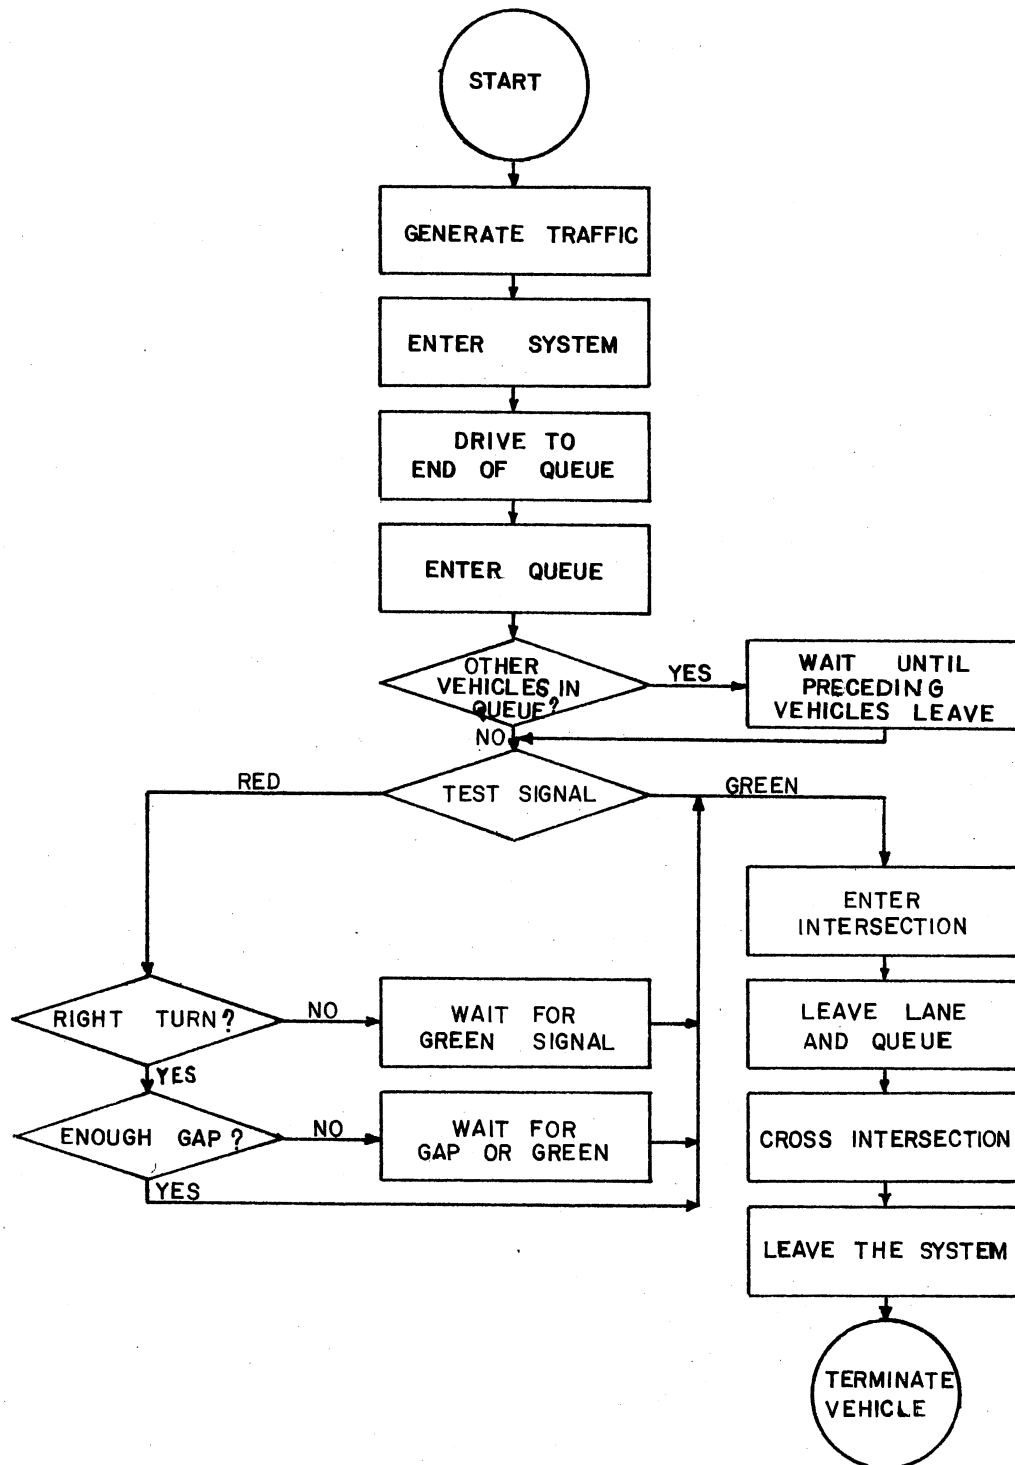 START
GENERATE TRAFFIC
ENTER SYSTEM
DRIVE TO
END OF QUEUE
ENTER QUEUE
OTHER
VEHICLES IN
QUEUE?
YES
WAIT UNTIL
PRECEDING
VEHICLES LEAVE
NO
RED
TEST SIGNAL
GREEN
ENTER
INTERSECTION
RIGHT TURN?
NO
WAIT FOR
GREEN SIGNAL
LEAVE LANE
AND QUEUE
YES
ENOUGH GAP?
NO
WAIT FOR
GAP OR GREEN
CROSS INTERSECTION
YES
LEAVE THE SYSTEM
TERMINATE
VEHICLE